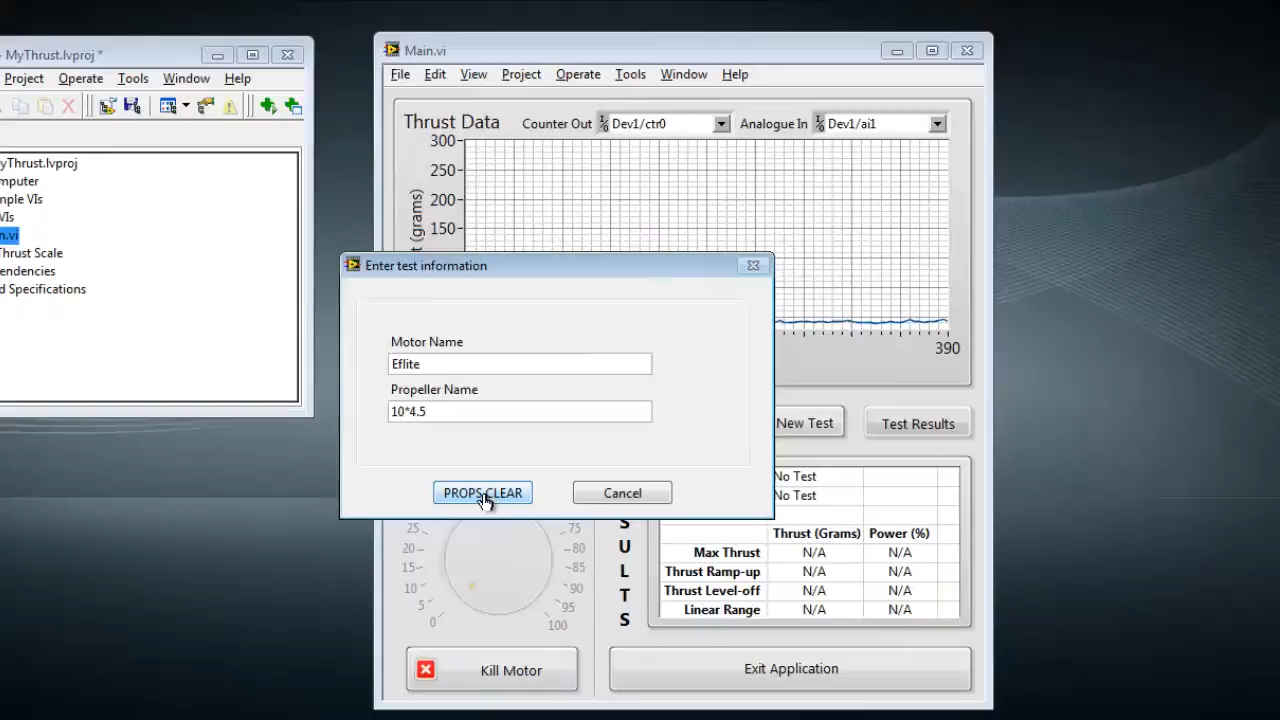 MyThrust.lvproj *
Project Operate Tools Window Help
yThrust.lvproj
mputer
mple VIs
VIs
in.vi
Thrust Scale
endencies
d Specifications
Main.vi
File Edit View Project Operate Tools Window Help
Thrust Data Counter Out Dev1/ctr0 Analogue In Dev1/ai1
300
250
200
150
(grams)
390
Enter test information
Motor Name
Eflite
Propeller Name
10*4.5
PROPS CLEAR Cancel
New Test Test Results
No Test
No Test
Thrust (Grams) Power (%)
Max Thrust N/A N/A
Thrust Ramp-up N/A N/A
Thrust Level-off N/A N/A
Linear Range N/A N/A
S
U
L
T
S
25 75
20 80
15 85
10 90
5 95
0 100
Kill Motor
Exit Application